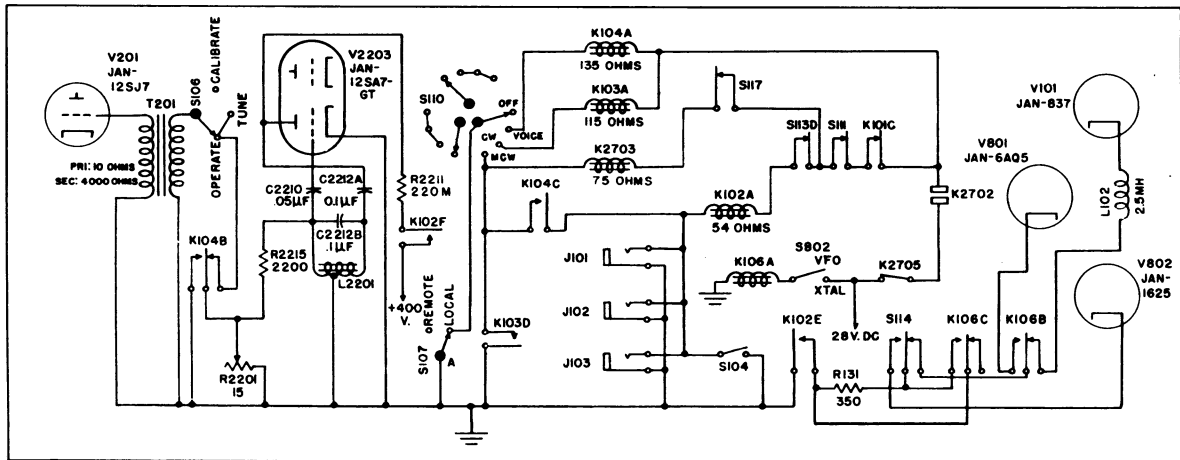 V201
JAN-
12SJ7
T201
PRI: 10 OHMS
SEC: 4000 OHMS
S106
CALIBRATE
TUNE
OPERATE
K104B
R2201
15
V2203
JAN-
12SA7-
GT
C2210
.05µF
C2212A
0.1µF
C2212B
.1µF
R2215
2200
L2201
R2211
220M
K102F
+400
V.
S110
OFF
VOICE
CW
MCW
REMOTE
LOCAL
S107
A
K103D
K104A
135 OHMS
K103A
115 OHMS
K2703
75 OHMS
K104C
K102A
54 OHMS
S117
S113D
S111
K101C
K2702
J101
J102
J103
S104
K106A
S802
VFO
XTAL
K2705
28V. DC
K102E
R131
350
S114
K106C
K106B
V101
JAN-837
V801
JAN-6AQ5
L102
2.5MH
V802
JAN-
1625